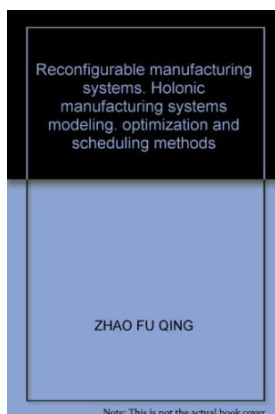 Reconfigurable manufacturing
systems. Holonic
manufacturing systems
modeling. optimization and
scheduling methods
ZHAO FU QING
Note: This is not the actual book cover